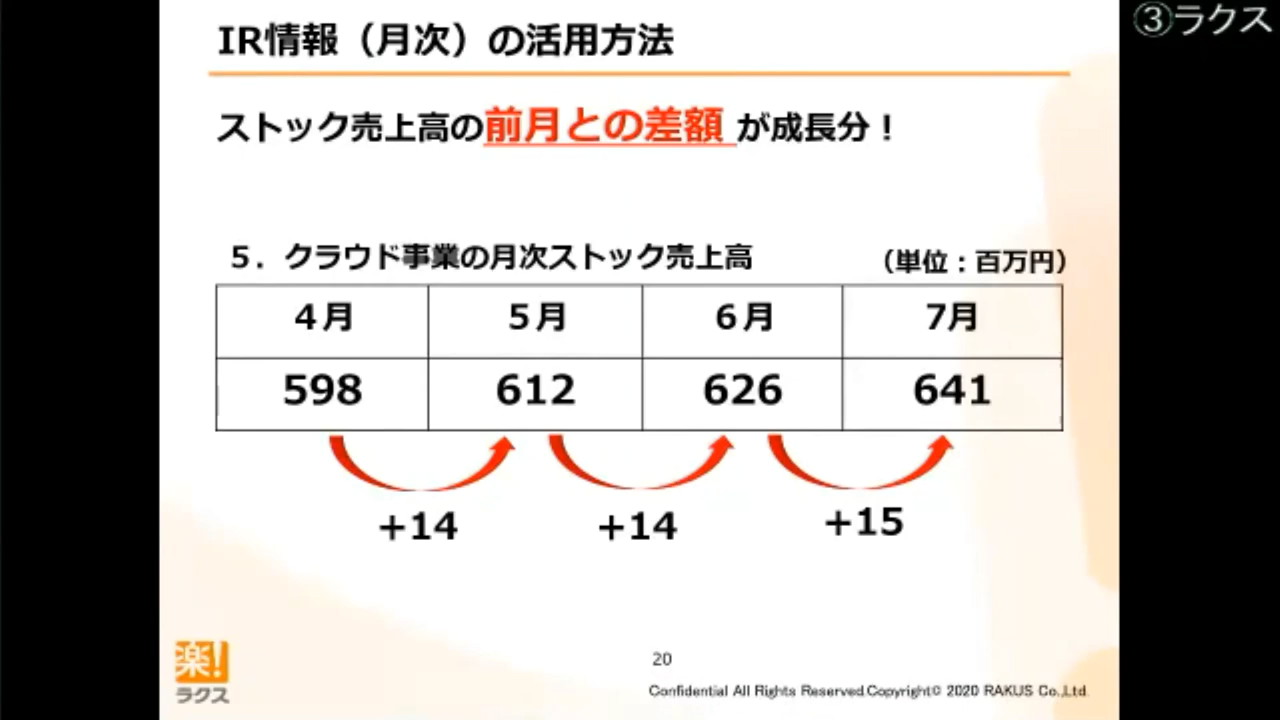 ③ラクス
IR情報（月次）の活用方法
ストック売上高の前月との差額 が成長分！
５．クラウド事業の月次ストック売上高 （単位：百万円）
４月 ５月 ６月 7月
598 612 626 641
+14 +14 +15
楽!
ラクス
20
Confidential All Rights Reserved.Copyright© 2020 RAKUS Co.,Ltd.